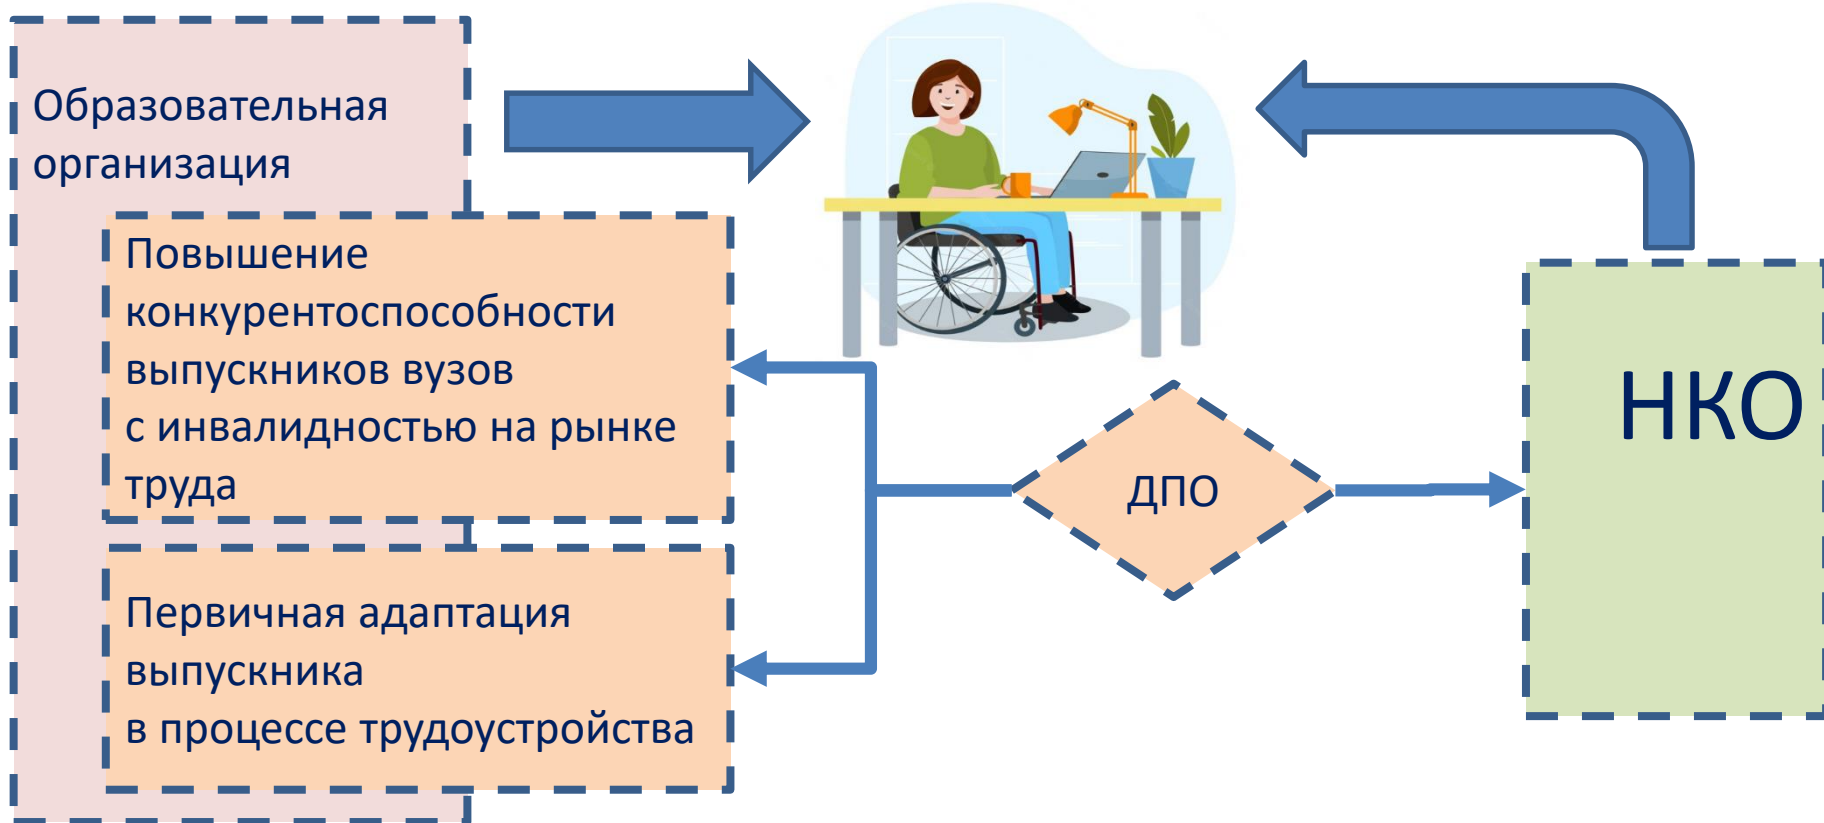 Образовательная
организация
Повышение
конкурентоспособности
выпускников вузов
с инвалидностью на рынке
труда
Первичная адаптация
выпускника
в процессе трудоустройства
ДПО
НКО